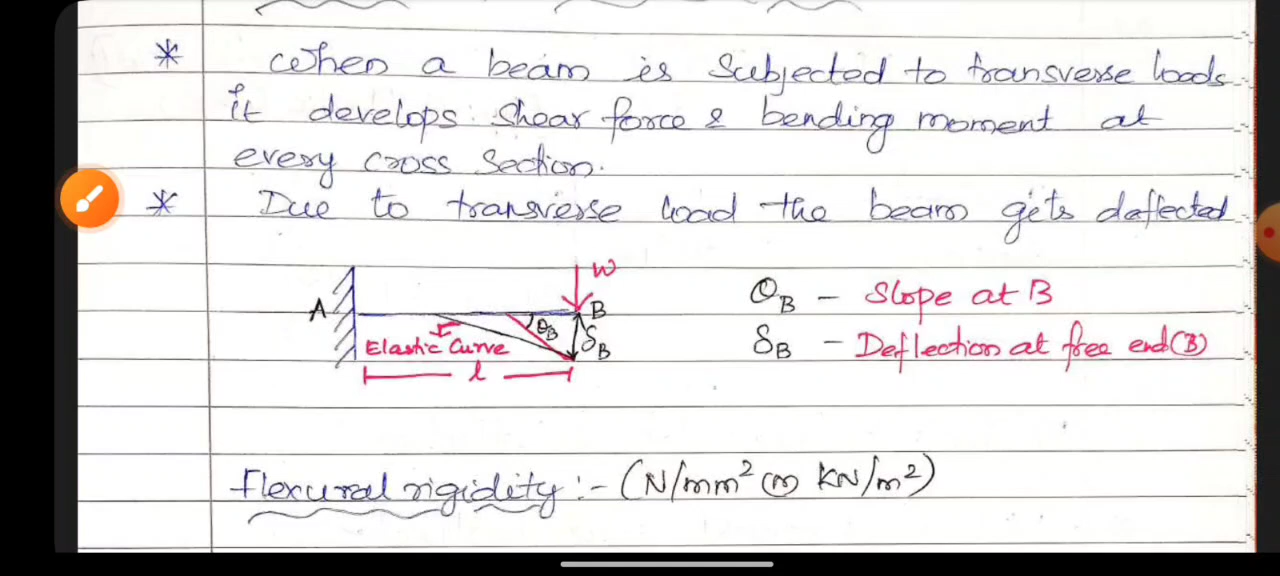 * When a beam is subjected to transverse loads
it develops shear force & bending moment at
every cross section.
* Due to transverse load the beam gets deflected
W
A
B
θB
δB
Elastic Curve
l
θB – Slope at B
δB – Deflection at free end (B)
Flexural rigidity :- (N/mm² (or) KN/m²)